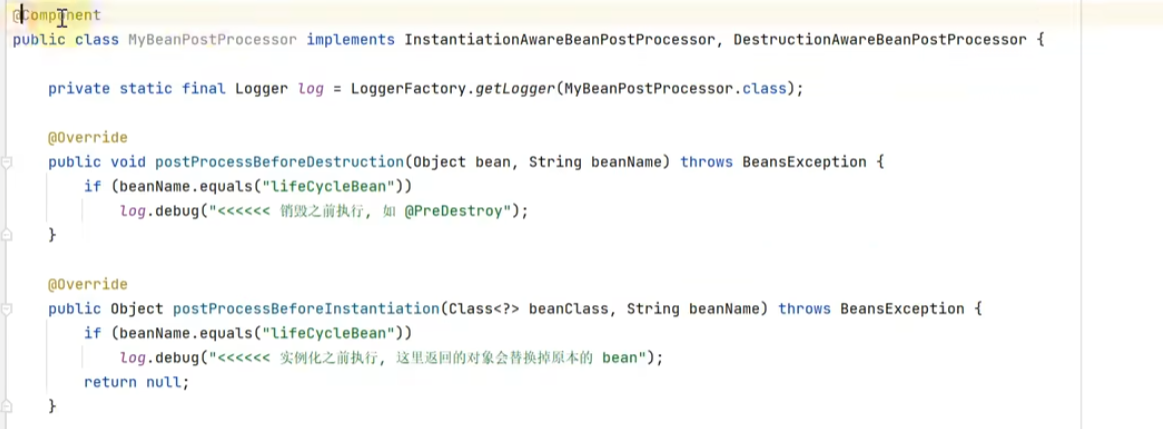 @Component
public class MyBeanPostProcessor implements InstantiationAwareBeanPostProcessor, DestructionAwareBeanPostProcessor {
private static final Logger log = LoggerFactory.getLogger(MyBeanPostProcessor.class);
@Override
public void postProcessBeforeDestruction(Object bean, String beanName) throws BeansException {
if (beanName.equals("lifeCycleBean"))
log.debug("<<<<<< 销毁之前执行, 如 @PreDestroy");
}
@Override
public Object postProcessBeforeInstantiation(Class<?> beanClass, String beanName) throws BeansException {
if (beanName.equals("lifeCycleBean"))
log.debug("<<<<<< 实例化之前执行, 这里返回的对象会替换掉原本的 bean");
return null;
}